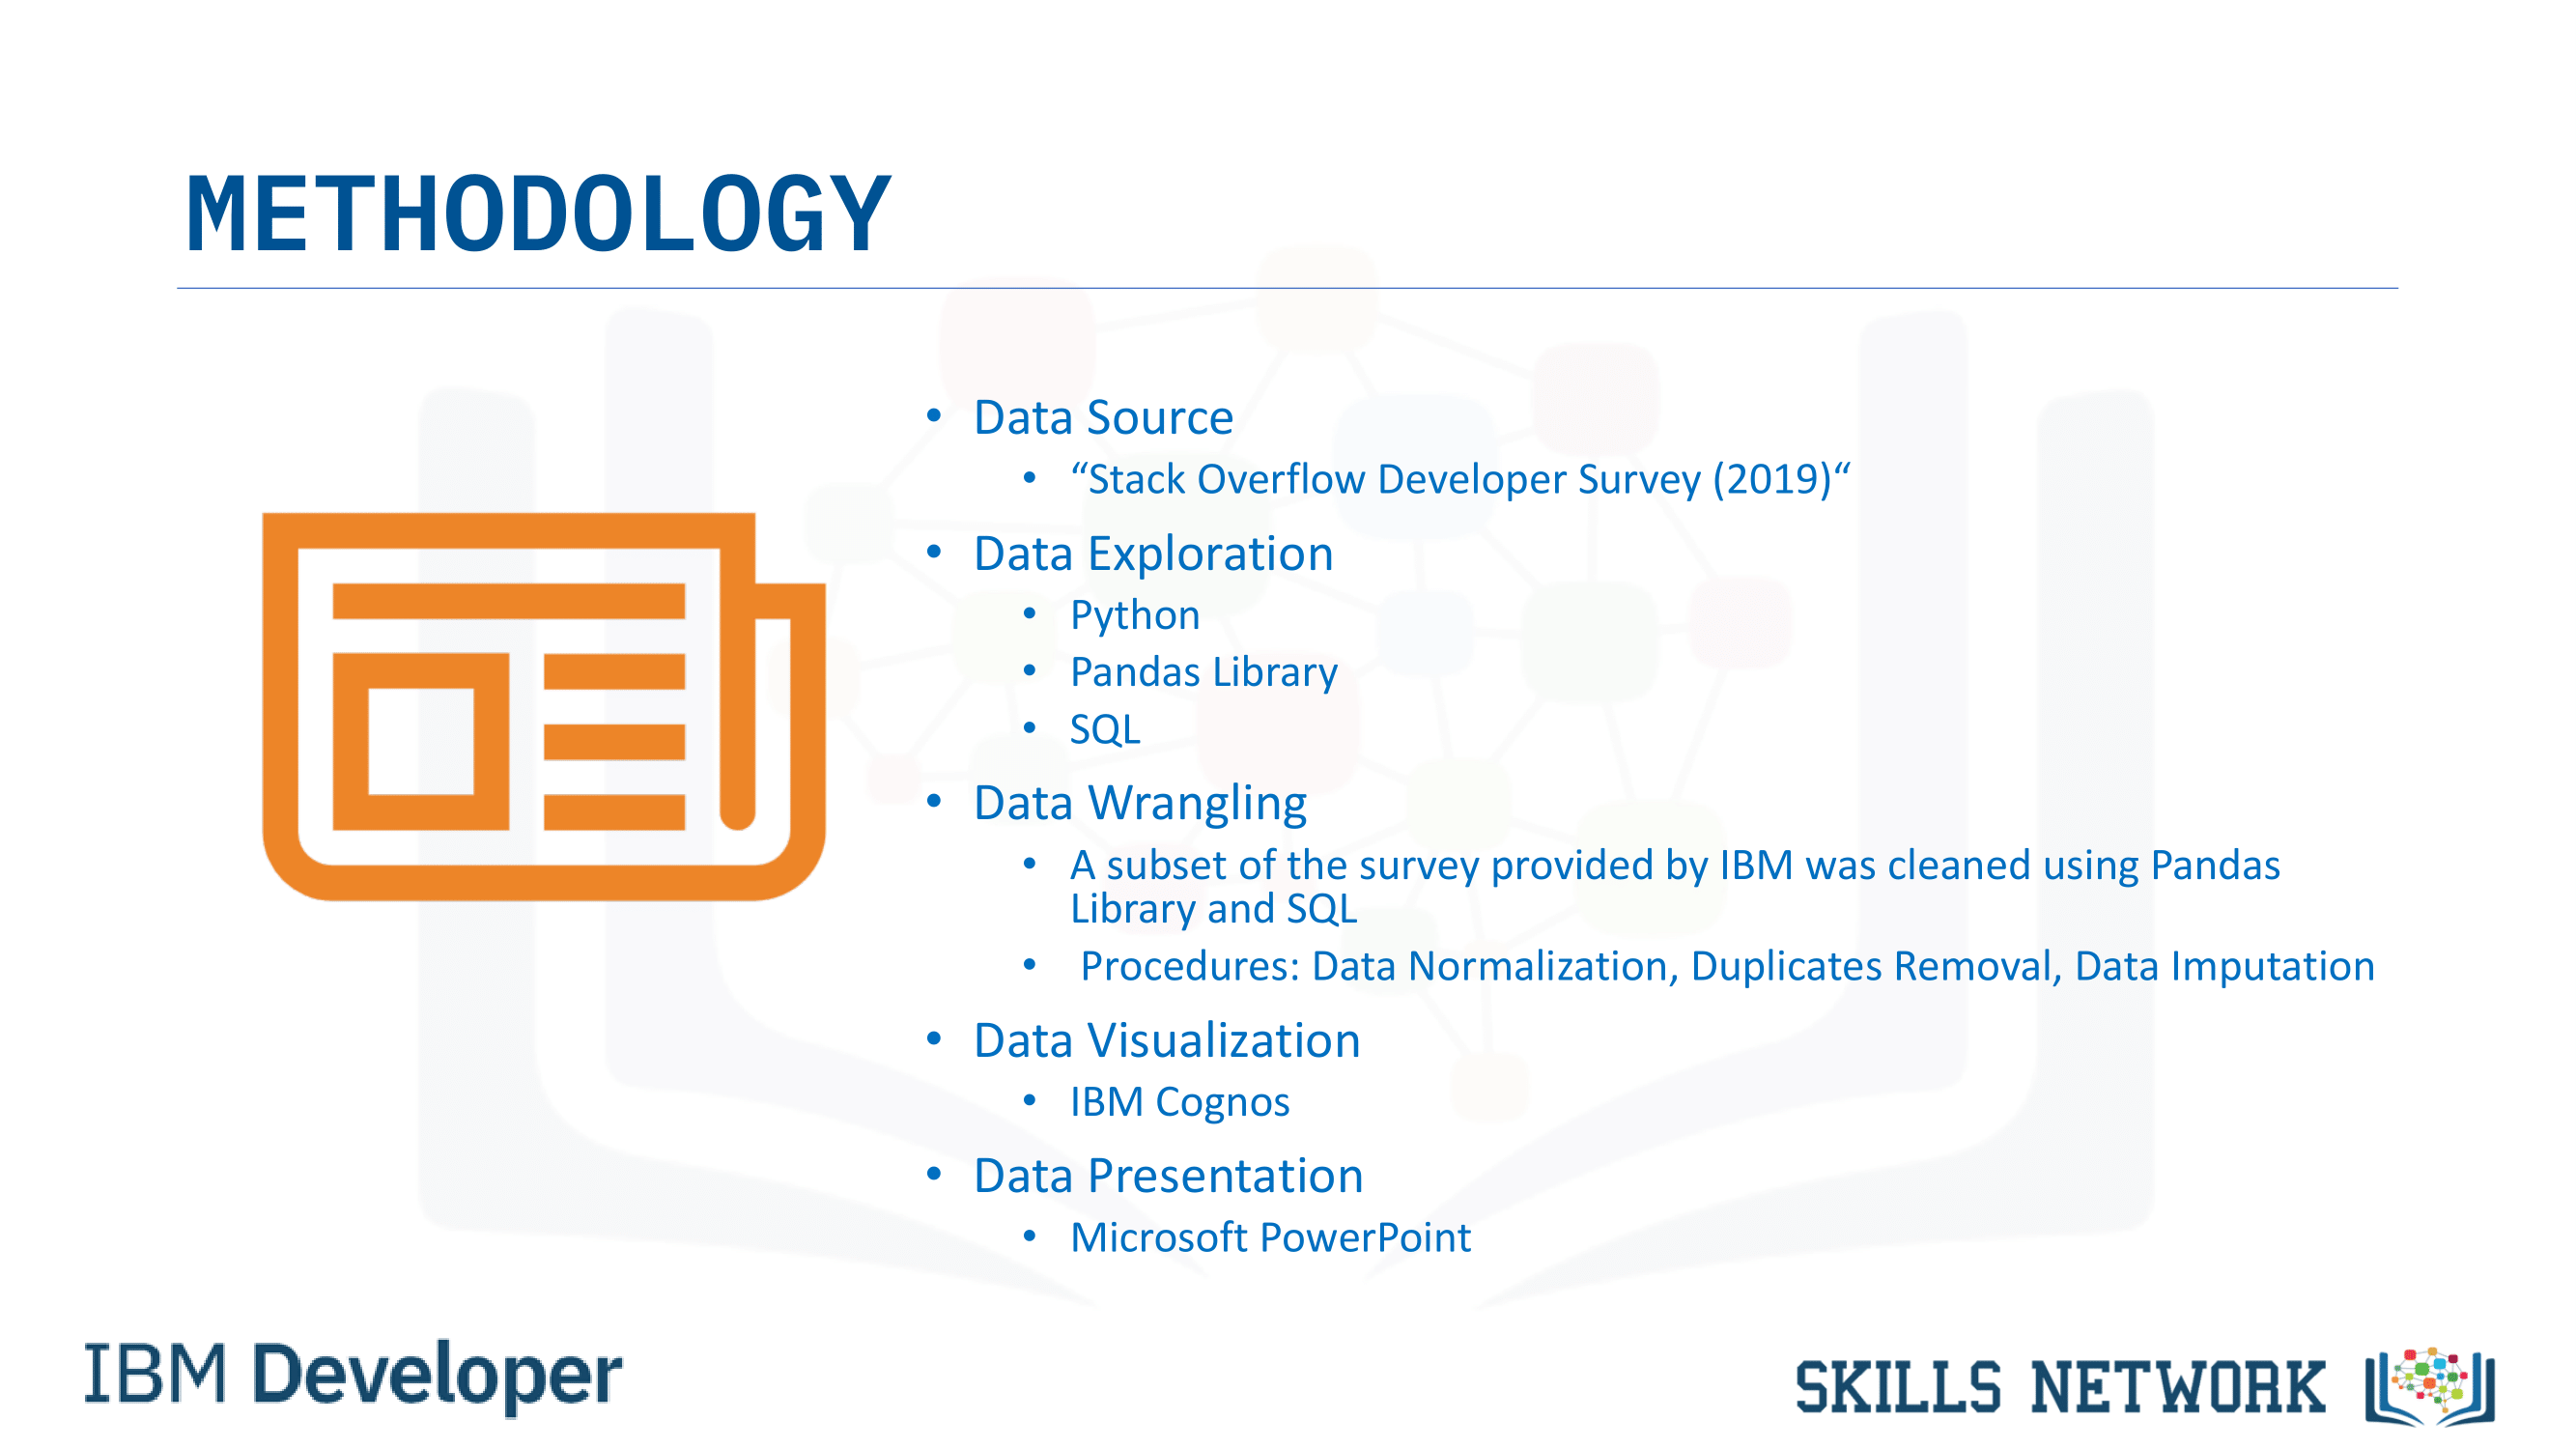 METHODOLOGY
• Data Source
• “Stack Overflow Developer Survey (2019)“
• Data Exploration
• Python
• Pandas Library
• SQL
• Data Wrangling
• A subset of the survey provided by IBM was cleaned using Pandas
Library and SQL
• Procedures: Data Normalization, Duplicates Removal, Data Imputation
• Data Visualization
• IBM Cognos
• Data Presentation
• Microsoft PowerPoint
IBM Developer
SKILLS NETWORK